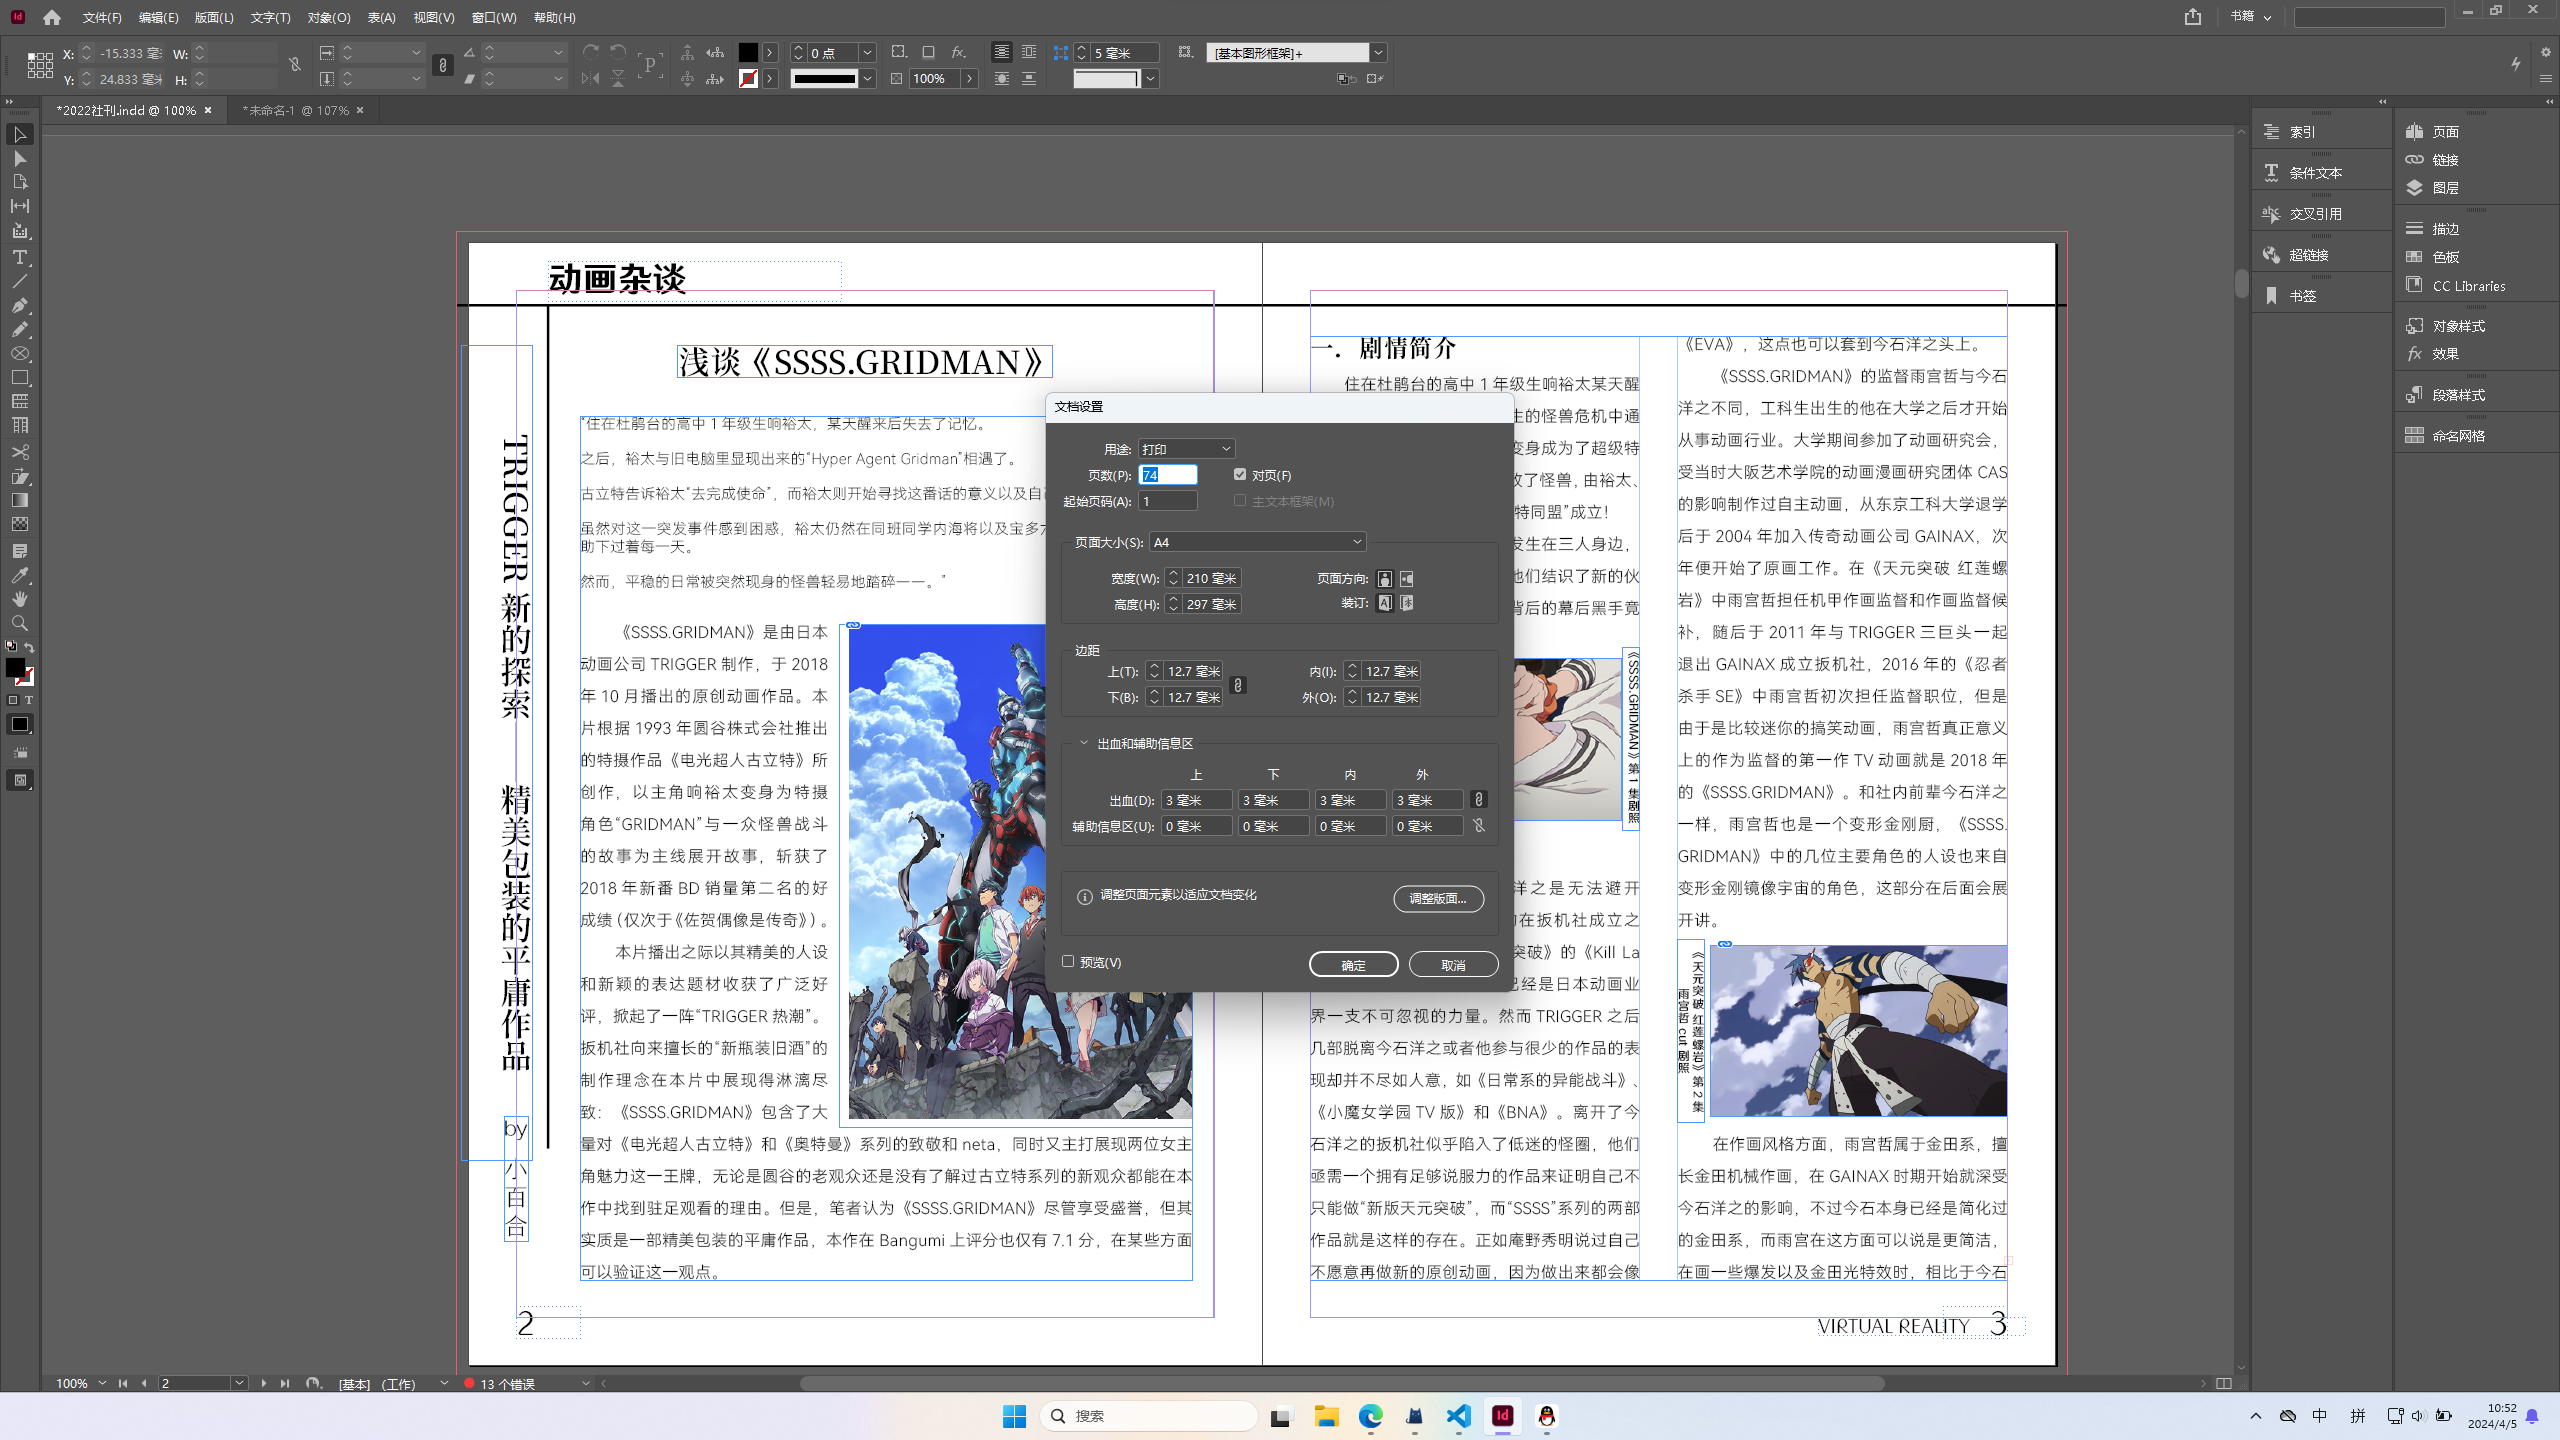 文件(F) 编辑(E) 版面(L) 文字(T) 对象(O) 表(A) 视图(V) 窗口(W) 帮助(H) 书籍
X: -15.333 毫 W: 0 点 5 毫米 [基本图形框架]+
Y: 24.833 毫 H: 100%
*2022社刊.indd @ 100% *未命名-1 @ 107%
动画杂谈
浅谈《SSSS.GRIDMAN》
TRIGGER 新的探索 精美包装的平庸作品
by 小百合
“住在杜鹃台的高中 1 年级生响裕太，某天醒来后失去了记忆。
之后，裕太与旧电脑里显现出来的“Hyper Agent Gridman”相遇了。
古立特告诉裕太“去完成使命”，而裕太则开始寻找这番话的意义以及自
虽然对这一突发事件感到困惑，裕太仍然在同班同学内海将以及宝多
助下过着每一天。
然而，平稳的日常被突然现身的怪兽轻易地踏碎——。”
《SSSS.GRIDMAN》是由日本
动画公司 TRIGGER 制作，于 2018
年 10 月播出的原创动画作品。本
片根据 1993 年圆谷株式会社推出
的特摄作品《电光超人古立特》所
创作，以主角响裕太变身为特摄
角色“GRIDMAN”与一众怪兽战斗
的故事为主线展开故事，斩获了
2018 年新番 BD 销量第二名的好
成绩（仅次于《佐贺偶像是传奇》）。
本片播出之际以其精美的人设
和新颖的表达题材收获了广泛好
评，掀起了一阵“TRIGGER 热潮”。
扳机社向来擅长的“新瓶装旧酒”的
制作理念在本片中展现得淋漓尽
致：《SSSS.GRIDMAN》包含了大
量对《电光超人古立特》和《奥特曼》系列的致敬和 neta，同时又主打展现两位女主
角魅力这一王牌，无论是圆谷的老观众还是没有了解过古立特系列的新观众都能在本
作中找到驻足观看的理由。但是，笔者认为《SSSS.GRIDMAN》尽管享受盛誉，但其
实质是一部精美包装的平庸作品，本作在 Bangumi 上评分也仅有 7.1 分，在某些方面
可以验证这一观点。
2
一．剧情简介
住在杜鹃台的高中 1 年级生响裕太某天醒
生的怪兽危机中通
变身成为了超级特
了怪兽，由裕太、
特同盟”成立！
发生在三人身边，
他们结识了新的伙
背后的幕后黑手竟
《SSSS.GRIDMAN》第 1 集剧照
洋之是无法避开
在扳机社成立之
突破》的《Kill La
已经是日本动画业
界一支不可忽视的力量。然而 TRIGGER 之后
几部脱离今石洋之或者他参与很少的作品的表
现却并不尽如人意，如《日常系的异能战斗》、
《小魔女学园 TV 版》和《BNA》。离开了今
石洋之的扳机社似乎陷入了低迷的怪圈，他们
亟需一个拥有足够说服力的作品来证明自己不
只能做“新版天元突破”，而“SSSS”系列的两部
作品就是这样的存在。正如庵野秀明说过自己
不愿意再做新的原创动画，因为做出来都会像
《EVA》，这点也可以套到今石洋之头上。
《SSSS.GRIDMAN》的监督雨宫哲与今石
洋之不同，工科生出生的他在大学之后才开始
从事动画行业。大学期间参加了动画研究会，
受当时大阪艺术学院的动画漫画研究团体 CAS
的影响制作过自主动画，从东京工科大学退学
后于 2004 年加入传奇动画公司 GAINAX，次
年便开始了原画工作。在《天元突破 红莲螺
岩》中雨宫哲担任机甲作画监督和作画监督候
补，随后于 2011 年与 TRIGGER 三巨头一起
退出 GAINAX 成立扳机社，2016 年的《忍者
杀手 SE》中雨宫哲初次担任监督职位，但是
由于是比较迷你的搞笑动画，雨宫哲真正意义
上的作为监督的第一作 TV 动画就是 2018 年
的《SSSS.GRIDMAN》。和社内前辈今石洋之
一样，雨宫哲也是一个变形金刚厨，《SSSS.
GRIDMAN》中的几位主要角色的人设也来自
变形金刚镜像宇宙的角色，这部分在后面会展
开讲。
《天元突破 红莲螺岩》第 2 集
雨宫哲 cut 剧照
在作画风格方面，雨宫哲属于金田系，擅
长金田机械作画，在 GAINAX 时期开始就深受
今石洋之的影响，不过今石本身已经是简化过
的金田系，而雨宫在这方面可以说是更简洁，
在画一些爆发以及金田光特效时，相比于今石
VIRTUAL REALITY 3
文档设置
用途: 打印
页数(P): 74 对页(F)
起始页码(A): 1 主文本框架(M)
页面大小(S): A4
宽度(W): 210 毫米 页面方向:
高度(H): 297 毫米 装订:
边距
上(T): 12.7 毫米 内(I): 12.7 毫米
下(B): 12.7 毫米 外(O): 12.7 毫米
出血和辅助信息区
上 下 内 外
出血(D): 3 毫米 3 毫米 3 毫米 3 毫米
辅助信息区(U): 0 毫米 0 毫米 0 毫米 0 毫米
调整页面元素以适应文档变化 调整版面...
预览(V) 确定 取消
索引
条件文本
交叉引用
超链接
书签
页面
链接
图层
描边
色板
CC Libraries
对象样式
效果
段落样式
命名网格
100% 2 [基本] (工作) 13 个错误
搜索
中 拼 10:52
2024/4/5